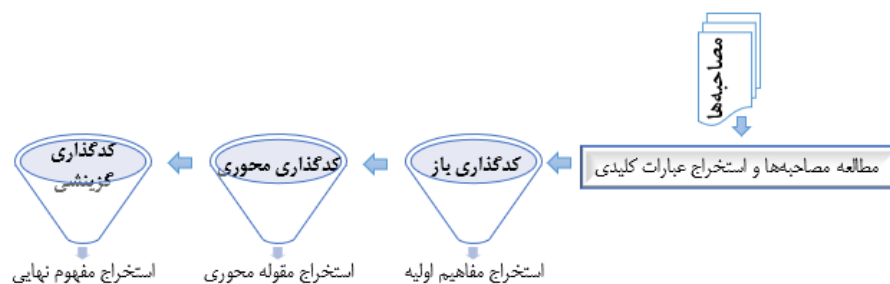 مصاحبه‌ها
مطالعه مصاحبه‌ها و استخراج عبارات کلیدی
کدگذاری باز
استخراج مفاهیم اولیه
کدگذاری محوری
استخراج مقوله محوری
کدگذاری
گزینشی
استخراج مفهوم نهایی